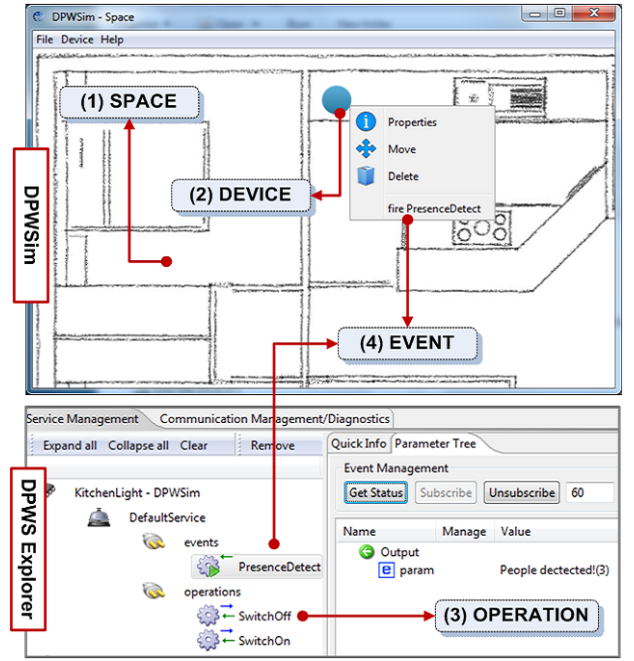 DPWSim - Space
File Device Help
(1) SPACE
Properties
Move
(2) DEVICE
Delete
fire PresenceDetect
DPWSim
(4) EVENT
Service Management
Communication Management/Diagnostics
Expand all Collapse all Clear Remove
Quick Info Parameter Tree
Event Management
Get Status Subscribe Unsubscribe 60
KitchenLight - DPWSim
DefaultService
events
PresenceDetect
operations
SwitchOff
SwitchOn
Name Manage Value
Output
param People dectected!(3)
(3) OPERATION
DPWS Explorer